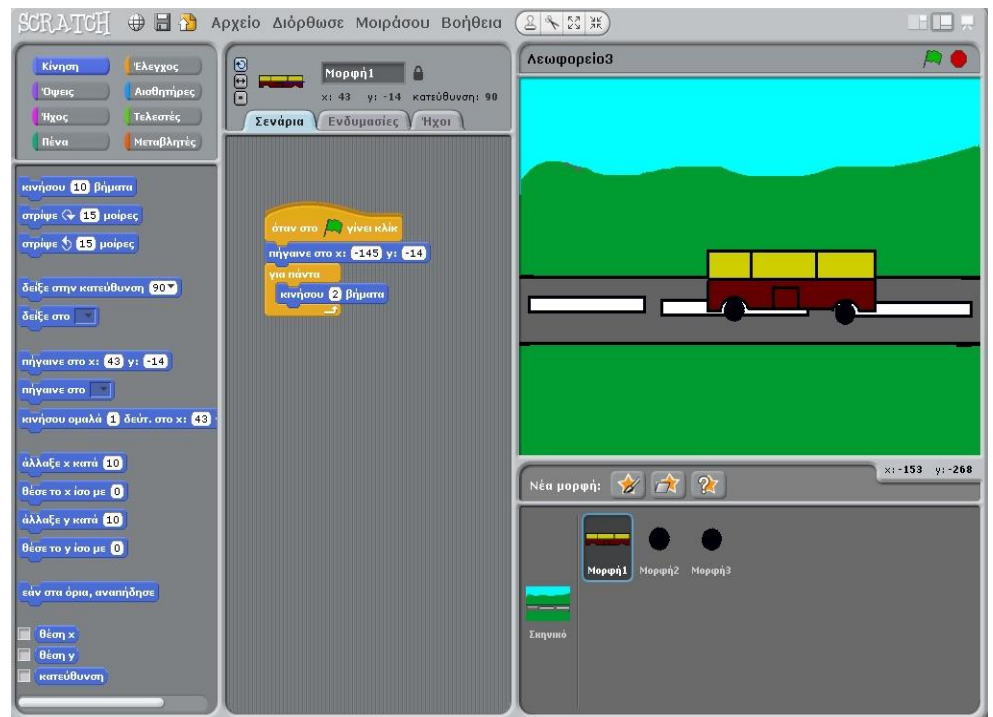 SCRATCH Αρχείο Διόρθωσε Μοιράσου Βοήθεια
Κίνηση Έλεγχος
Όψεις Αισθητήρες
Ήχος Τελεστές
Πένα Μεταβλητές
κινήσου 10 βήματα
στρίψε 15 μοίρες
στρίψε 15 μοίρες
δείξε στην κατεύθυνση 90
δείξε στο
πήγαινε στο x: 43 y: -14
πήγαινε στο
κινήσου ομαλά 1 δεύτ. στο x: 43
άλλαξε x κατά 10
θέσε το x ίσο με 0
άλλαξε y κατά 10
θέσε το y ίσο με 0
εάν στα όρια, αναπήδησε
θέση x
θέση y
κατεύθυνση
Μορφή1
x: 43 y: -14 κατεύθυνση: 90
Σενάρια Ενδυμασίες Ήχοι
όταν στο γίνει κλίκ
πήγαινε στο x: -145 y: -14
για πάντα
κινήσου 2 βήματα
Λεωφορείο3
x: -153 y: -268
Νέα μορφή:
Μορφή1 Μορφή2 Μορφή3
Σκηνικό